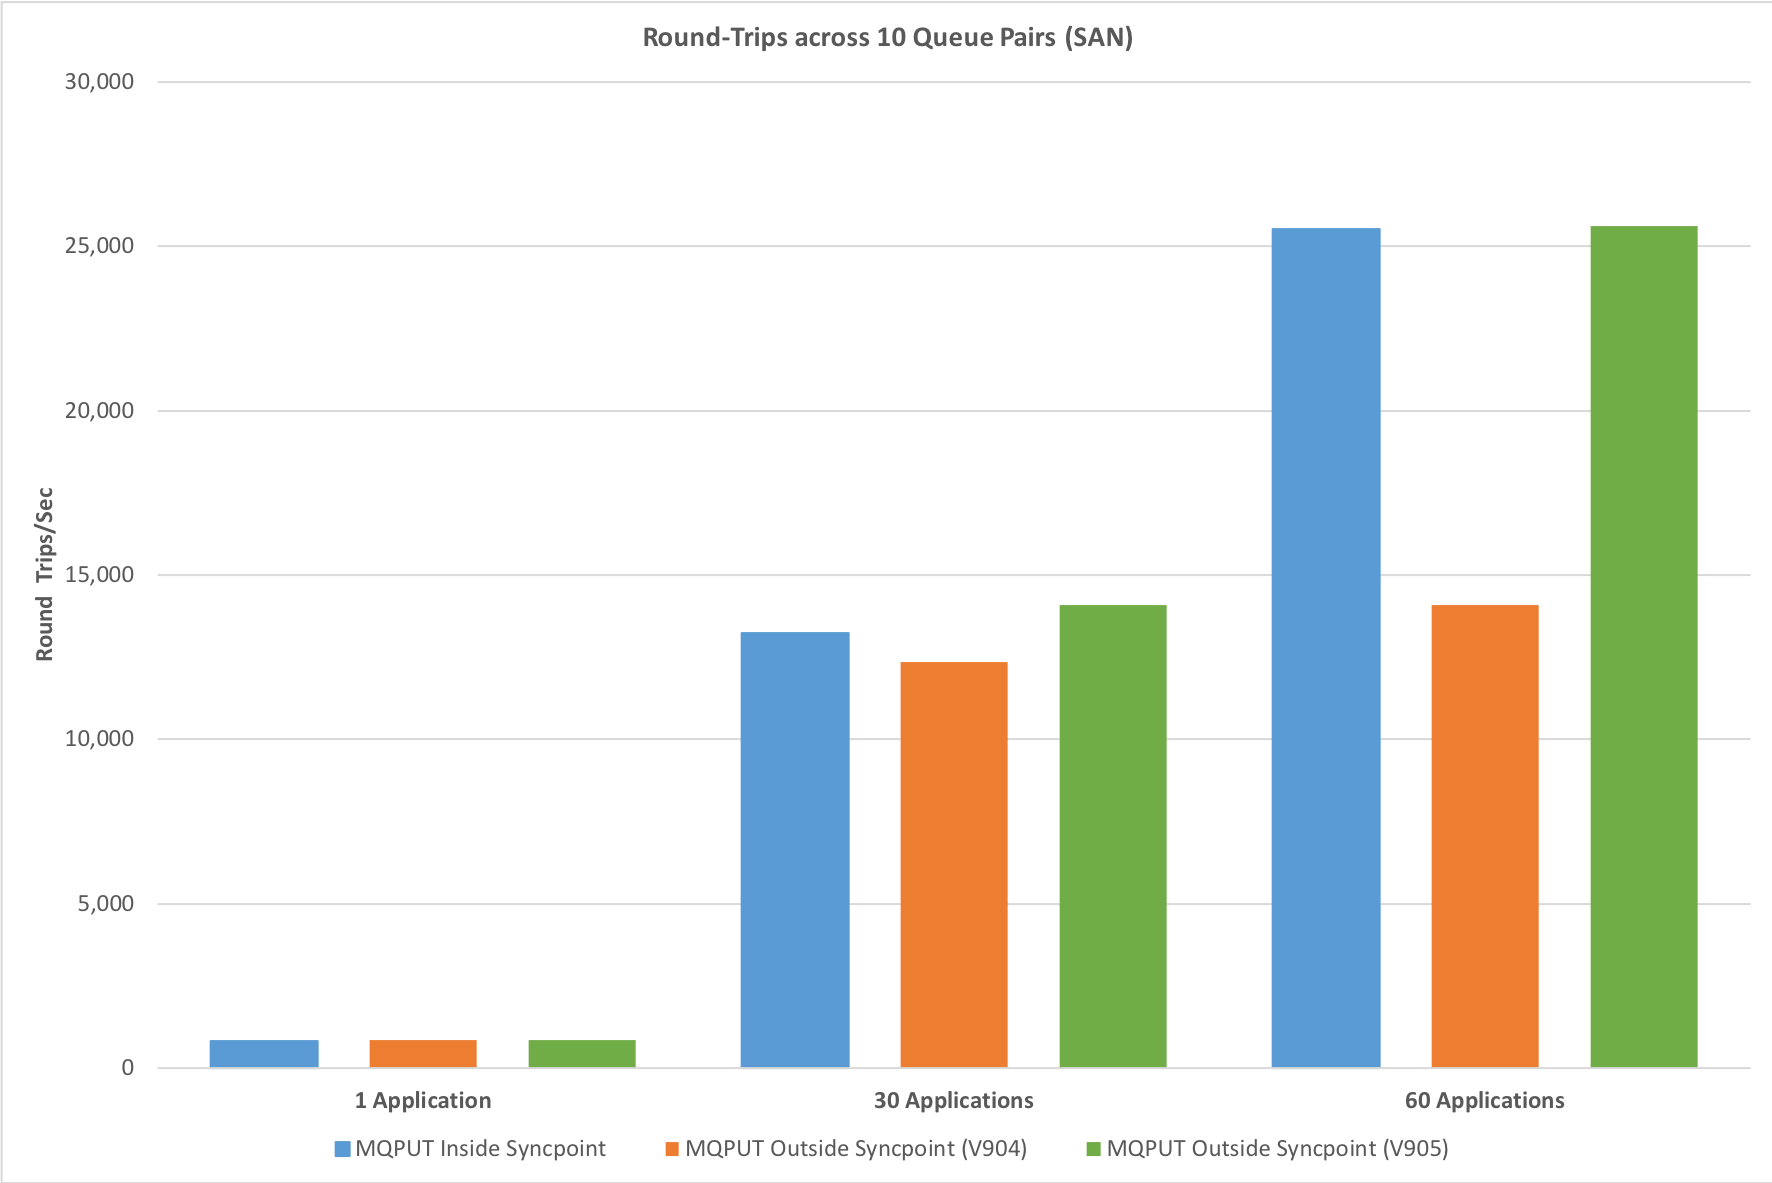 Round-Trips across 10 Queue Pairs (SAN)
30,000
25,000
20,000
15,000
10,000
5,000
0
Round Trips/Sec
1 Application
30 Applications
60 Applications
MQPUT Inside Syncpoint
MQPUT Outside Syncpoint (V904)
MQPUT Outside Syncpoint (V905)